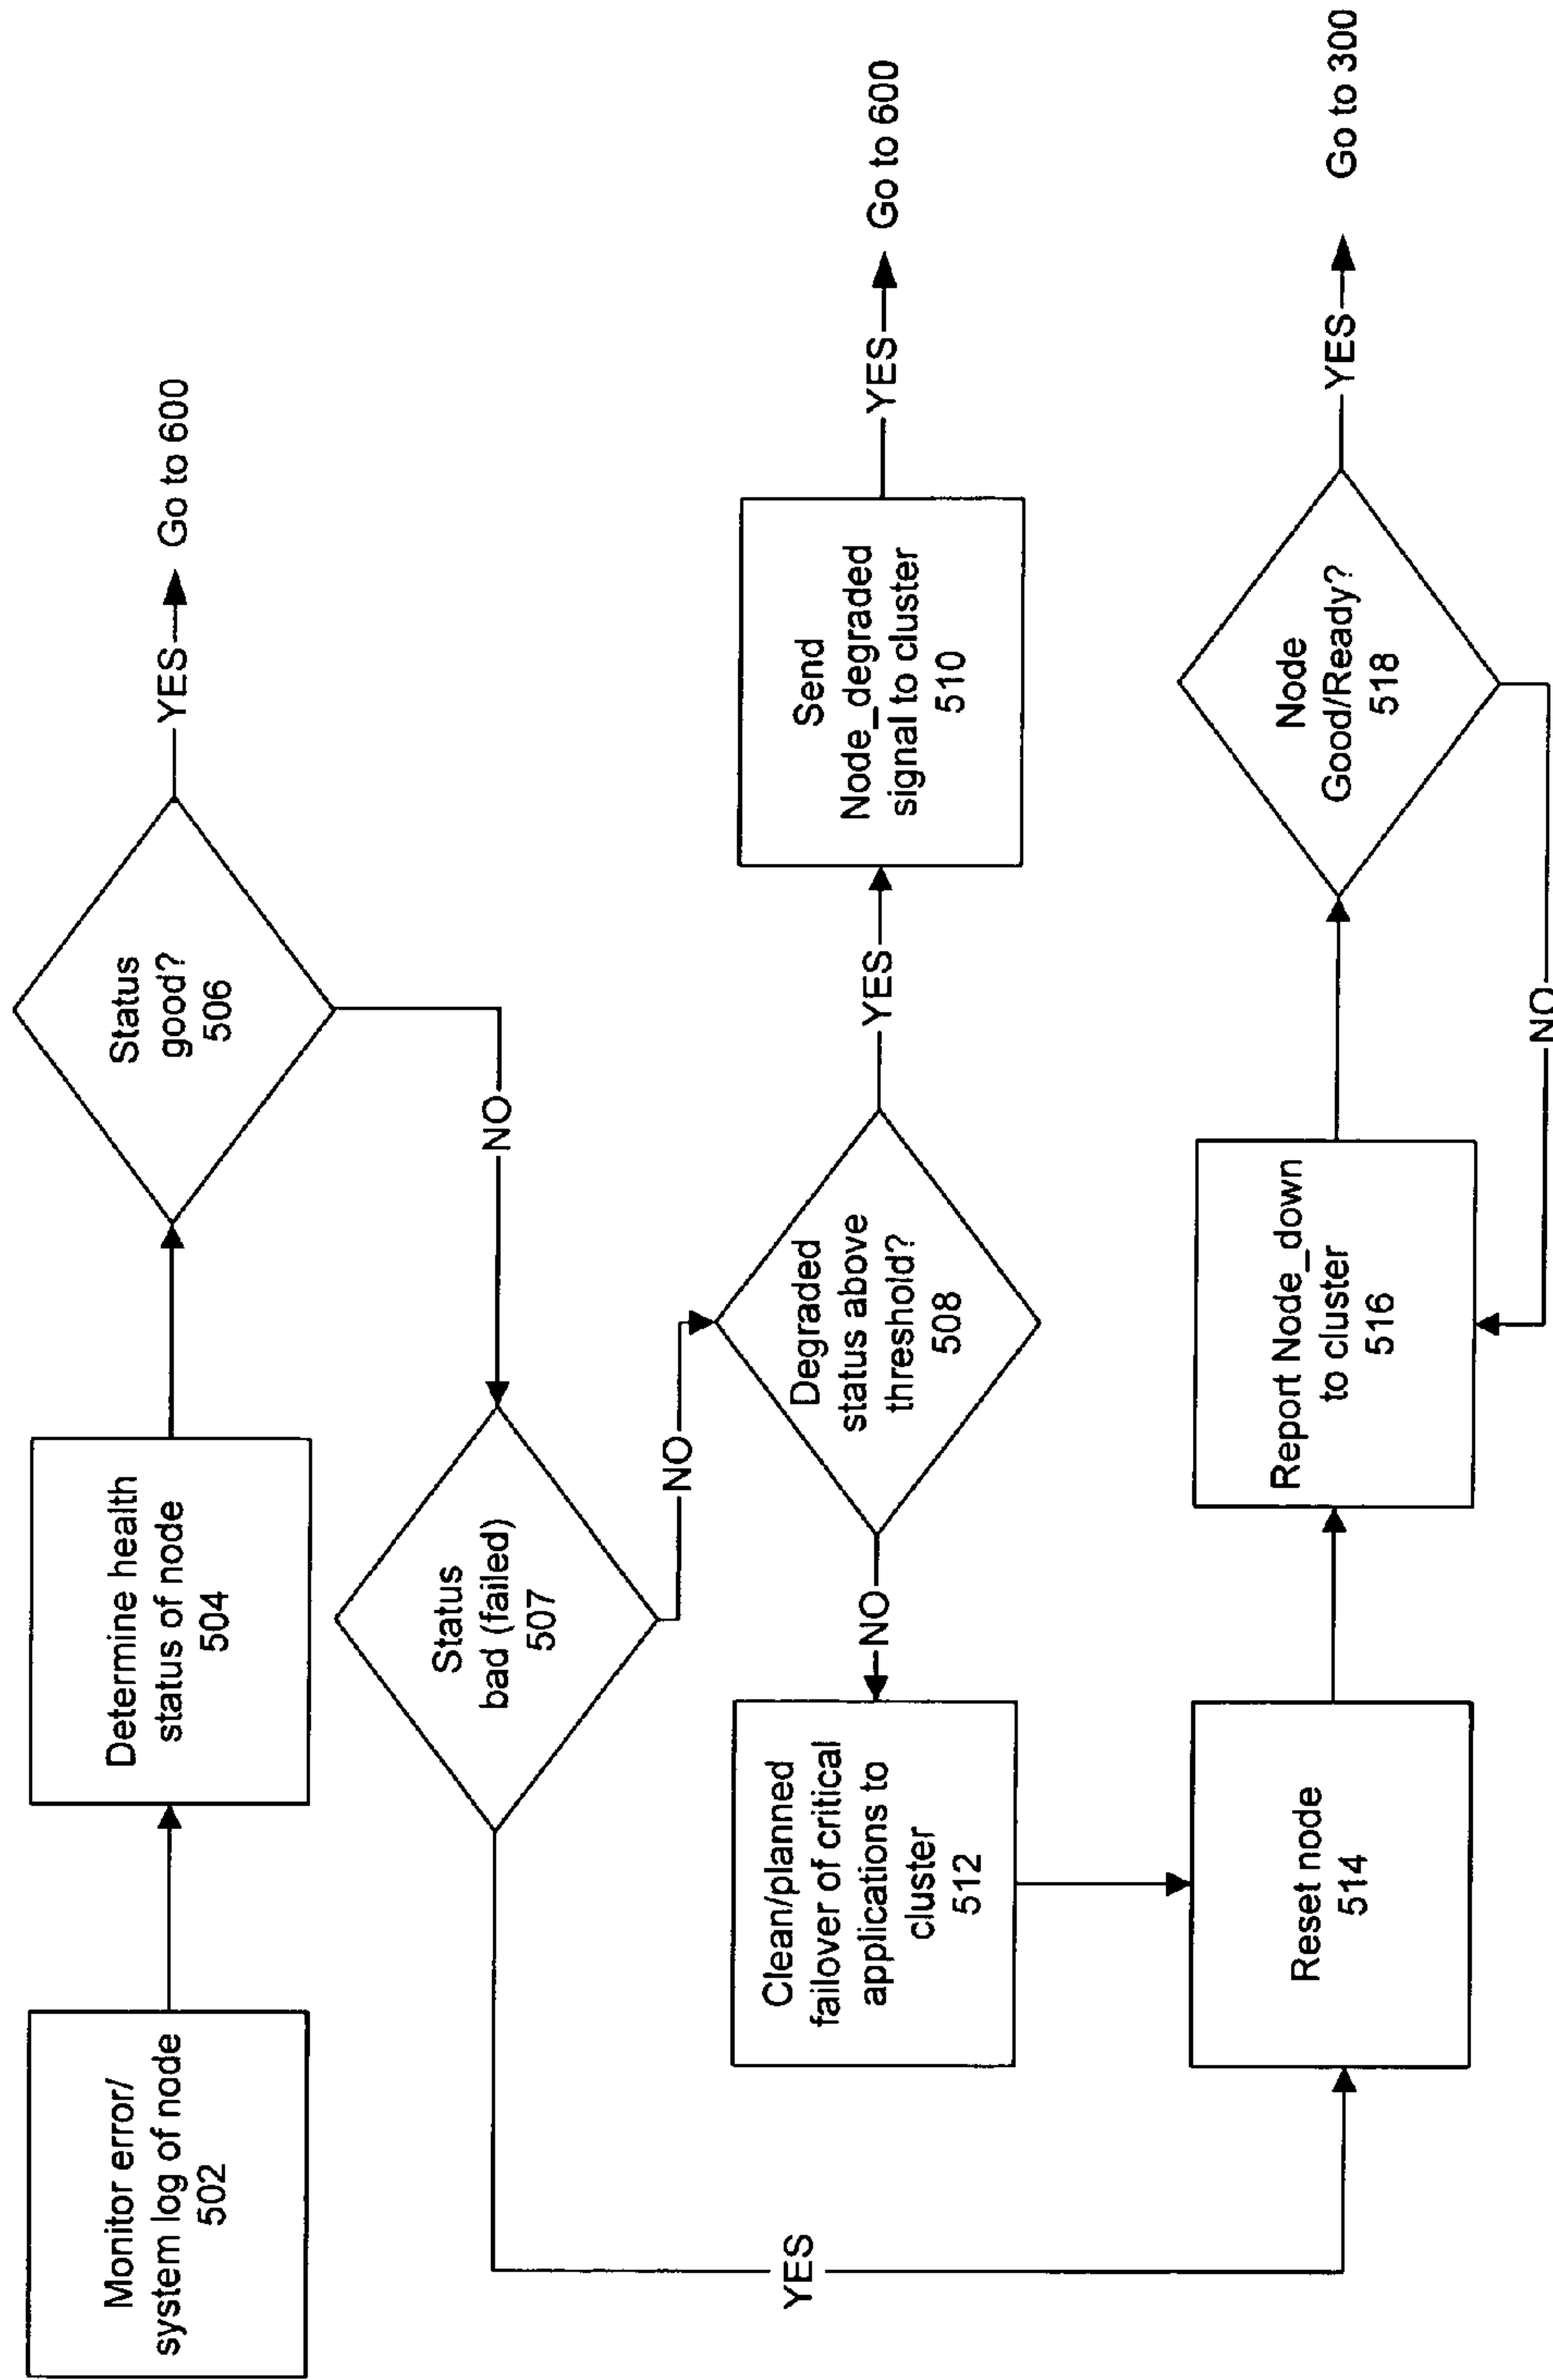 Monitor error/
system log of node
502
Determine health
status of node
504
Status
good?
506
YES
Go to 600
NO
Status
bad (failed)
507
NO
YES
Degraded
status above
threshold?
508
YES
Send
Node_degraded
signal to cluster
510
YES
Go to 600
NO
Clean/planned
failover of critical
applications to
cluster
512
Reset node
514
Report Node_down
to cluster
516
Node
Good/Ready?
518
YES
Go to 300
NO